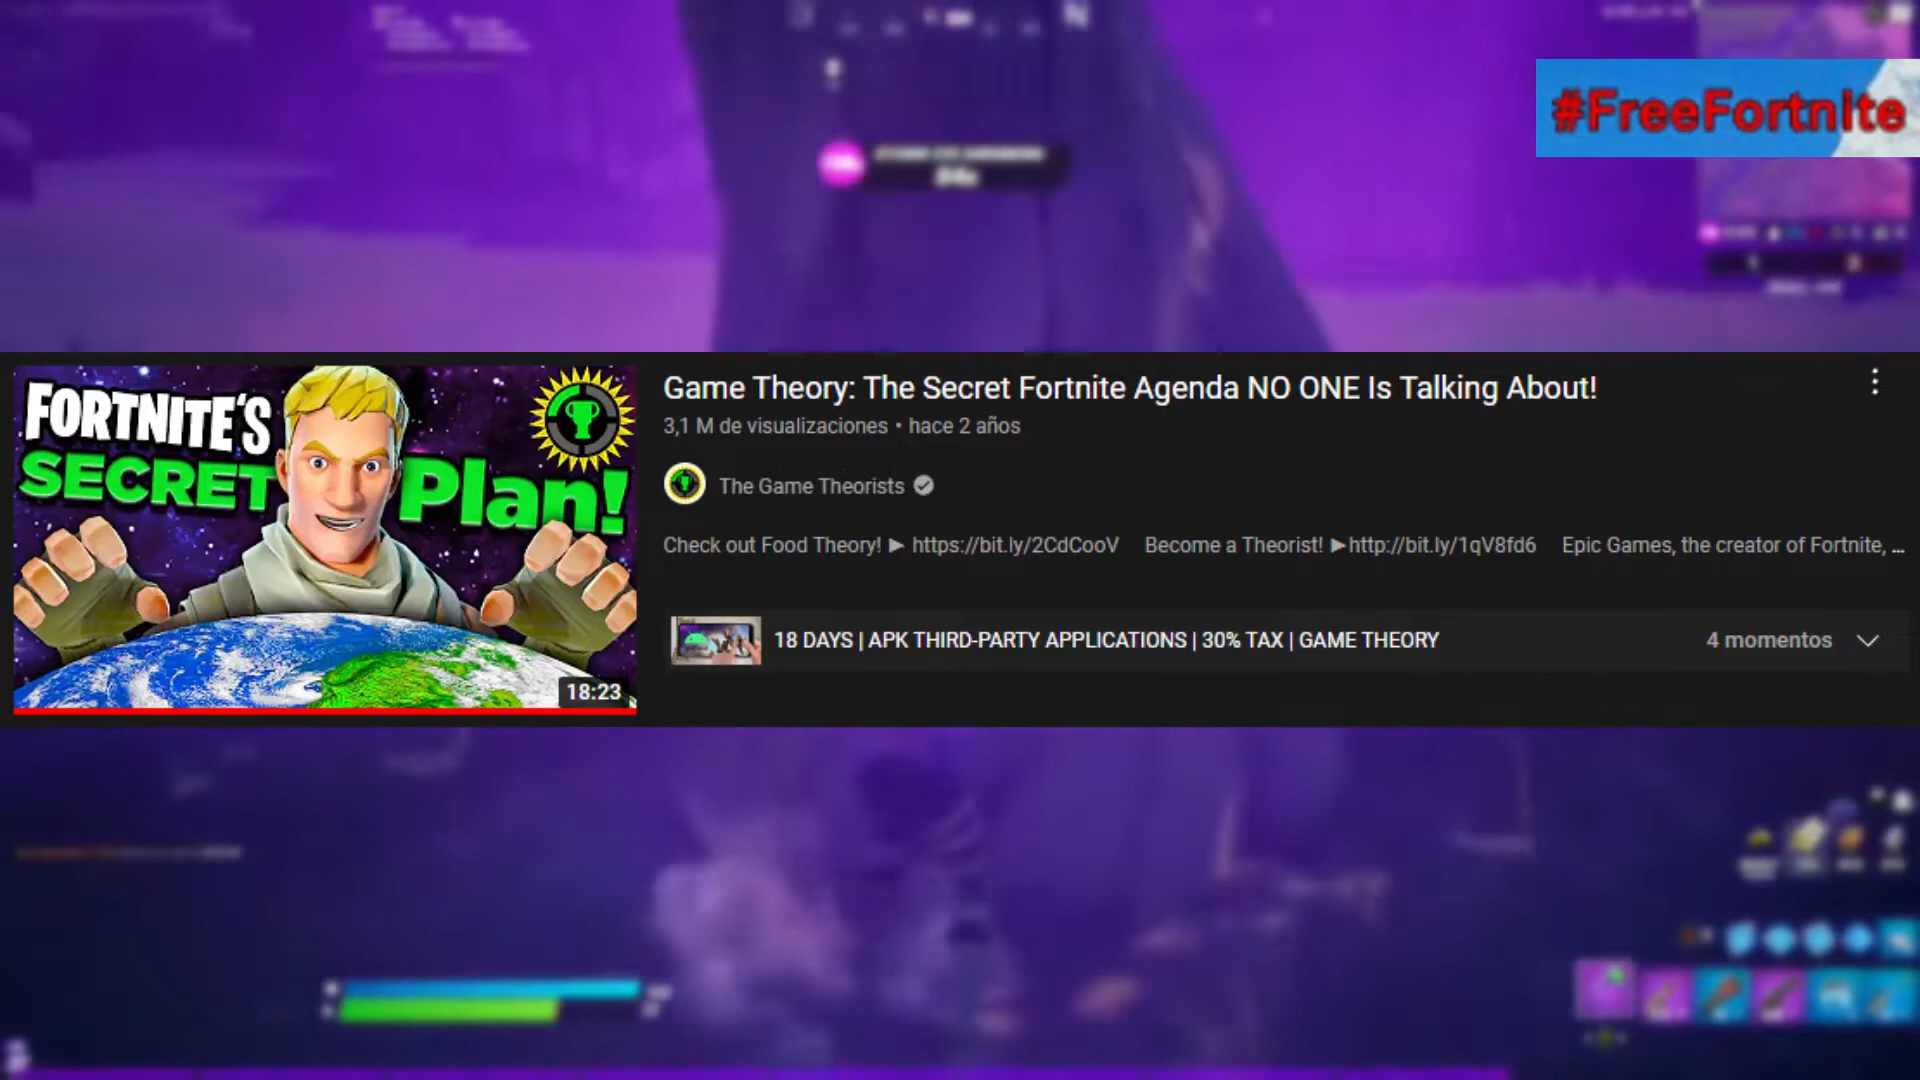 #FreeFortnite
FORTNITE'S
SECRET Plan!
18:23
Game Theory: The Secret Fortnite Agenda NO ONE Is Talking About!
3,1 M de visualizaciones • hace 2 años
The Game Theorists
Check out Food Theory! ► https://bit.ly/2CdCooV Become a Theorist! ►http://bit.ly/1qV8fd6 Epic Games, the creator of Fortnite, ...
18 DAYS | APK THIRD-PARTY APPLICATIONS | 30% TAX | GAME THEORY
4 momentos